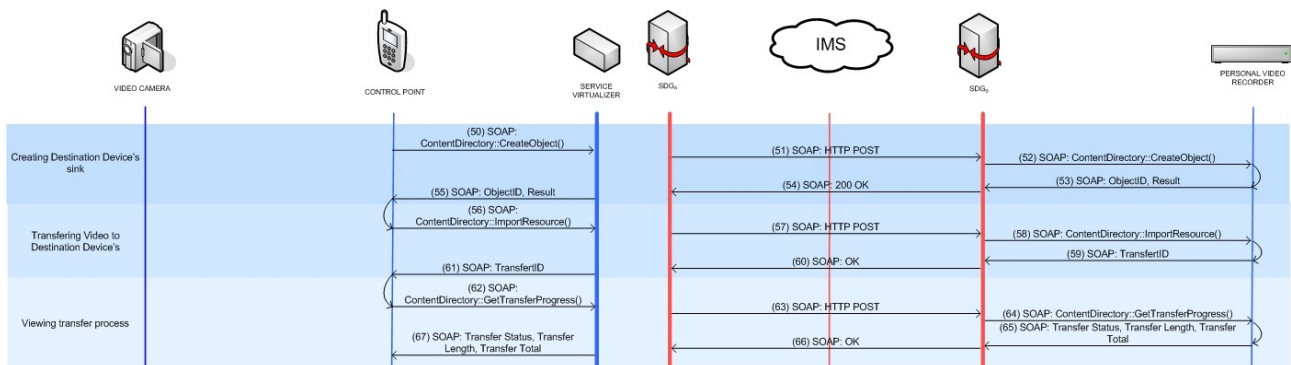 IMS
VIDEO CAMERA
CONTROL POINT
SERVICE
VIRTUALIZER
SDGₐ
SDG
PERSONAL VIDEO
RECORDER
Creating Destination Device's
sink
(50) SOAP:
ContentDirectory::CreateObject()
(51) SOAP: HTTP POST
(52) SOAP: ContentDirectory::CreateObject()
(53) SOAP: ObjectID, Result
(54) SOAP: 200 OK
(55) SOAP: ObjectID, Result
Transfering Video to
Destination Device's
(56) SOAP:
ContentDirectory::ImportResource()
(57) SOAP: HTTP POST
(58) SOAP: ContentDirectory::ImportResource()
(59) SOAP: TransfertID
(60) SOAP: OK
(61) SOAP: TransfertID
Viewing transfer process
(62) SOAP:
ContentDirectory::GetTransferProgress()
(63) SOAP: HTTP POST
(64) SOAP: ContentDirectory::GetTransferProgress()
(65) SOAP: Transfer Status, Transfer Length, Transfer
Total
(66) SOAP: OK
(67) SOAP: Transfer Status, Transfer
Length, Transfer Total